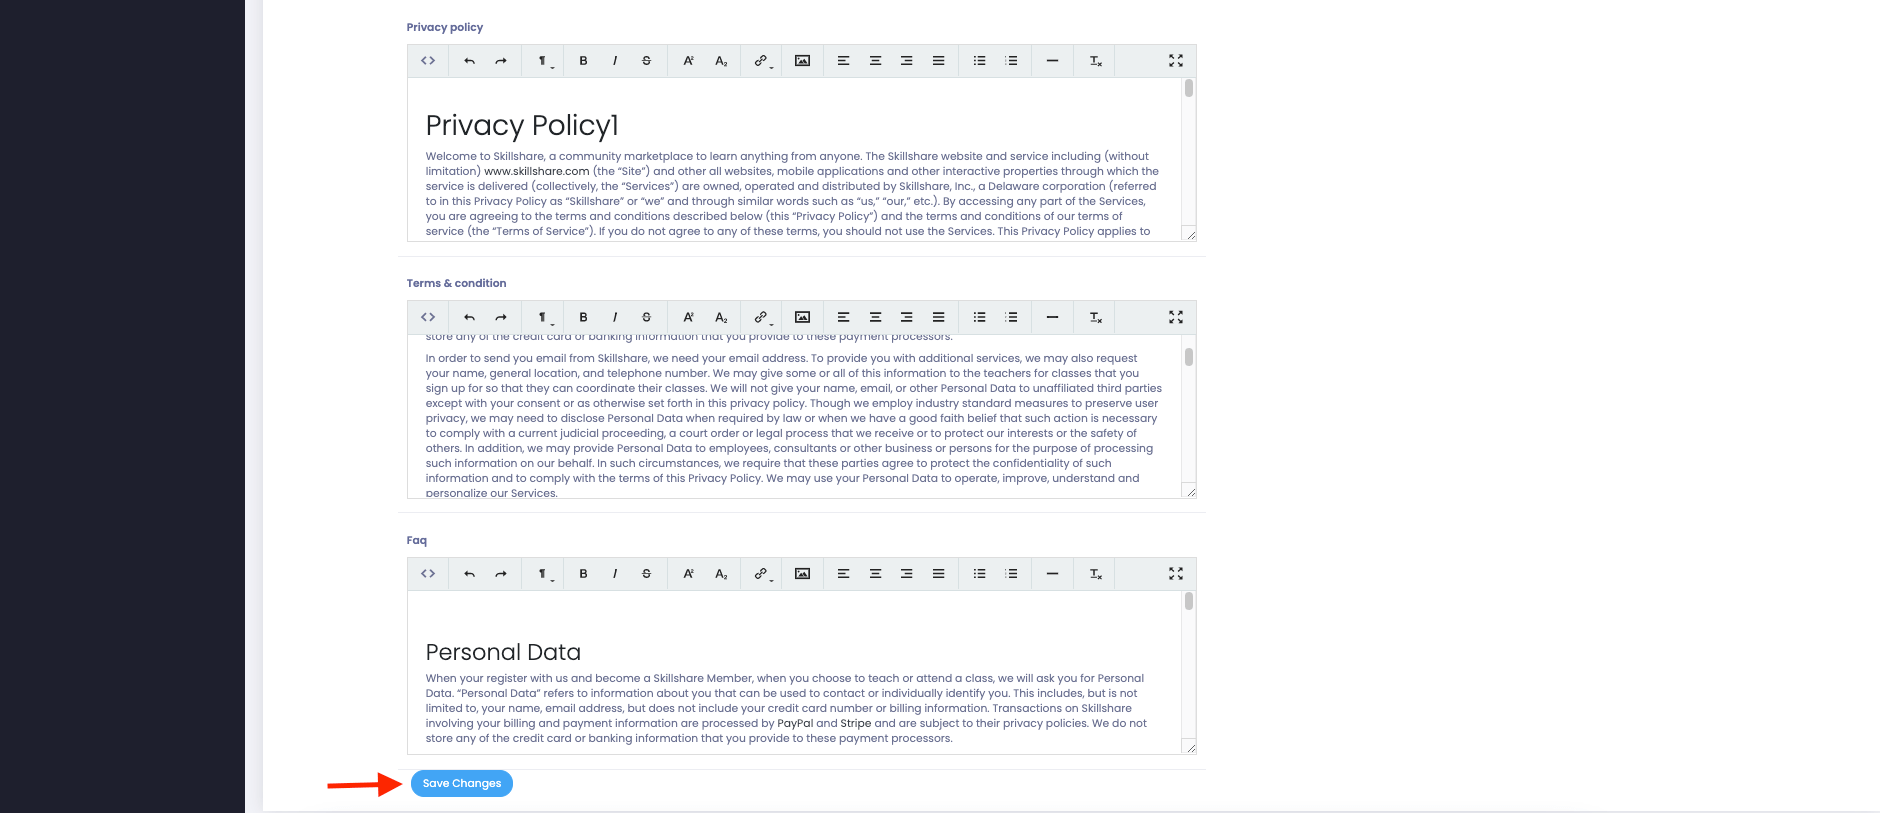 Privacy policy
Privacy Policy1
Welcome to Skillshare, a community marketplace to learn anything from anyone. The Skillshare website and service including (without
limitation) www.skillshare.com (the “Site”) and other all websites, mobile applications and other interactive properties through which the
service is delivered (collectively, the “Services”) are owned, operated and distributed by Skillshare, Inc., a Delaware corporation (referred
to in this Privacy Policy as “Skillshare” or “we” and through similar words such as “us,” “our,” etc.). By accessing any part of the Services,
you are agreeing to the terms and conditions described below (this “Privacy Policy”) and the terms and conditions of our terms of
service (the “Terms of Service”). If you do not agree to any of these terms, you should not use the Services. This Privacy Policy applies to
Terms & condition
store any of the credit card or banking information that you provide to these payment processors.
In order to send you email from Skillshare, we need your email address. To provide you with additional services, we may also request
your name, general location, and telephone number. We may give some or all of this information to the teachers for classes that you
sign up for so that they can coordinate their classes. We will not give your name, email, or other Personal Data to unaffiliated third parties
except with your consent or as otherwise set forth in this privacy policy. Though we employ industry standard measures to preserve user
privacy, we may need to disclose Personal Data when required by law or when we have a good faith belief that such action is necessary
to comply with a current judicial proceeding, a court order or legal process that we receive or to protect our interests or the safety of
others. In addition, we may provide Personal Data to employees, consultants or other business or persons for the purpose of processing
such information on our behalf. In such circumstances, we require that these parties agree to protect the confidentiality of such
information and to comply with the terms of this Privacy Policy. We may use your Personal Data to operate, improve, understand and
personalize our Services.
Faq
Personal Data
When your register with us and become a Skillshare Member, when you choose to teach or attend a class, we will ask you for Personal
Data. “Personal Data” refers to information about you that can be used to contact or individually identify you. This includes, but is not
limited to, your name, email address, but does not include your credit card number or billing information. Transactions on Skillshare
involving your billing and payment information are processed by PayPal and Stripe and are subject to their privacy policies. We do not
store any of the credit card or banking information that you provide to these payment processors.
Save Changes